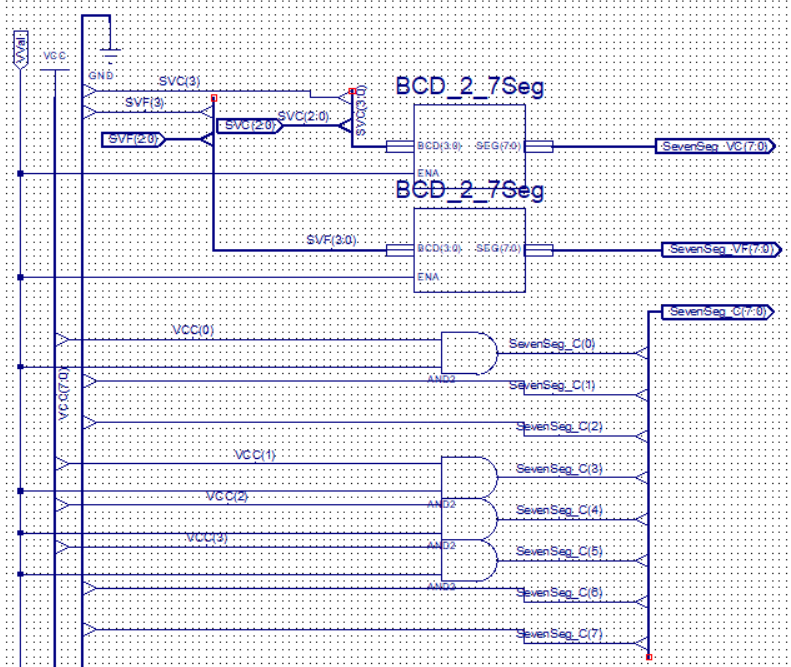 VVal
VCC
GND
SVC(3)
SVF(3)
SVF(2:0)
SVC(2:0)
SVC(2:0)
SVC(3:0)
BCD_2_7Seg
BCD(3:0) SEG(7:0)
ENA
SevenSeg_VC(7:0)
BCD_2_7Seg
SVF(3:0)
BCD(3:0) SEG(7:0)
ENA
SevenSeg_VF(7:0)
SevenSeg_C(7:0)
VCC(0)
SevenSeg_C(0)
AND2
VCC(7:0)
SevenSeg_C(1)
SevenSeg_C(2)
VCC(1)
SevenSeg_C(3)
VCC(2)
AND2
SevenSeg_C(4)
VCC(3)
AND2
SevenSeg_C(5)
AND2
SevenSeg_C(6)
SevenSeg_C(7)